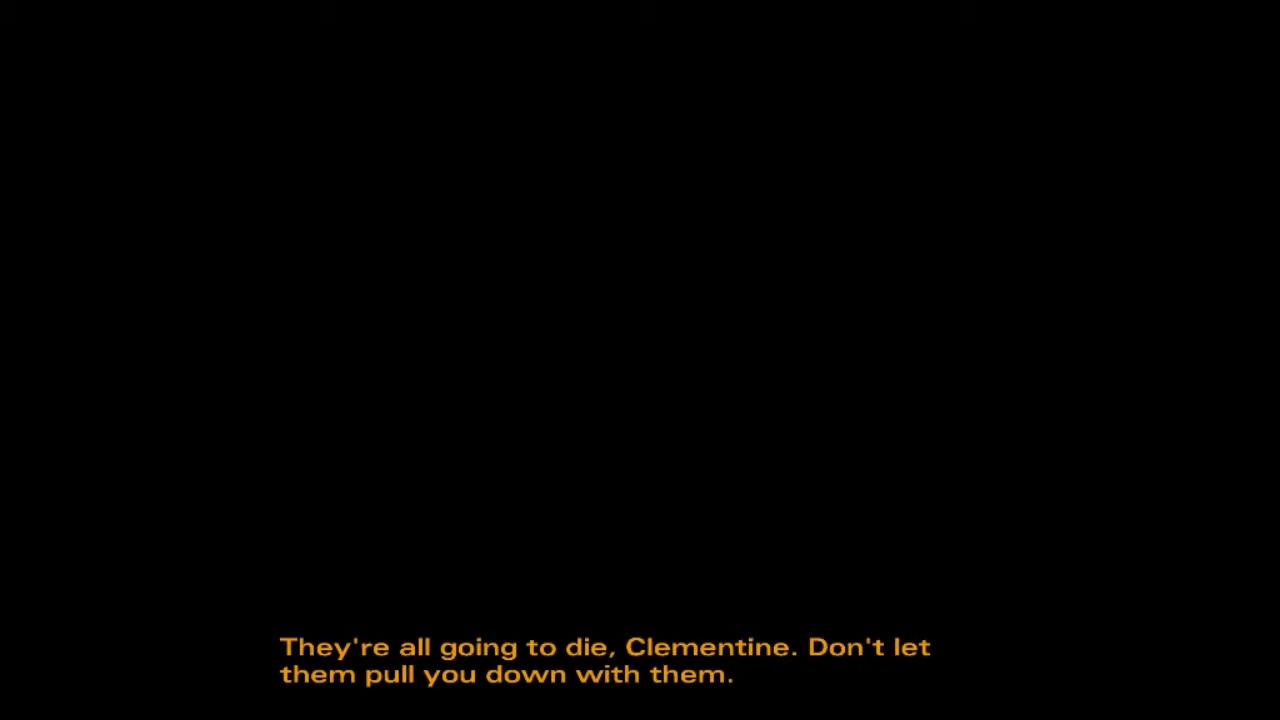 They're all going to die, Clementine. Don't let
them pull you down with them.